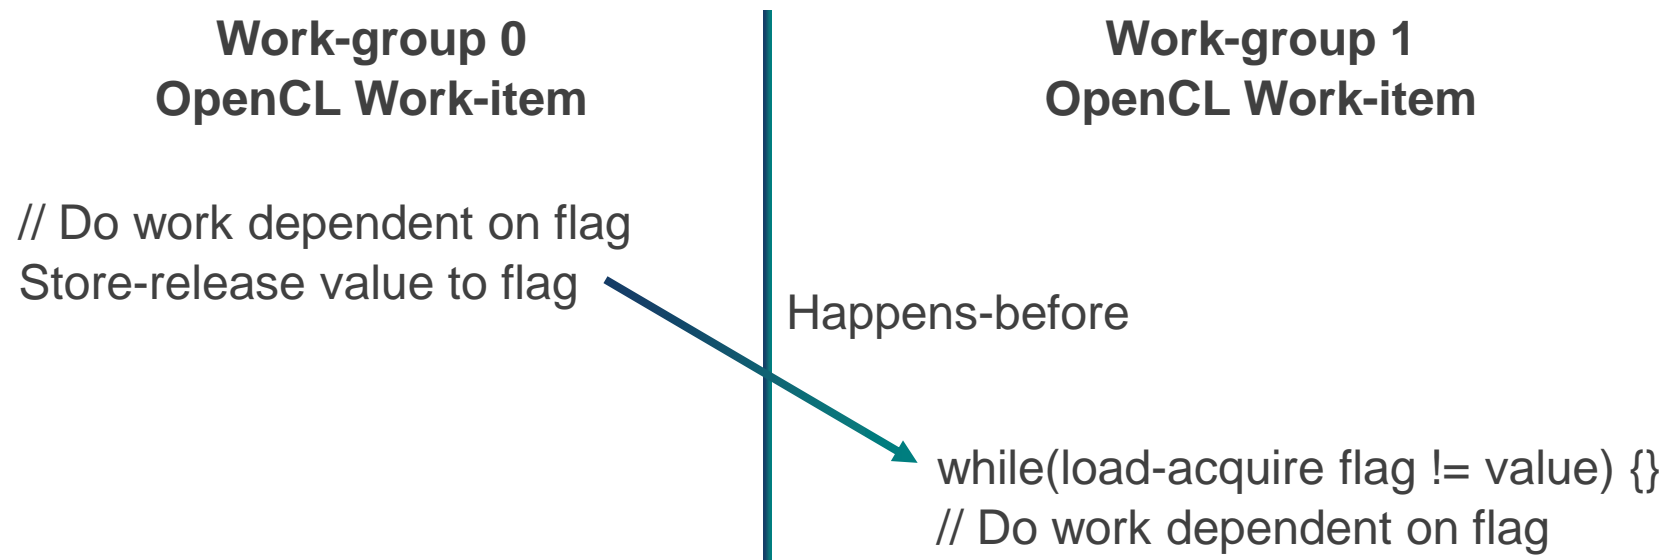 Work-group 0
OpenCL Work-item
Work-group 1
OpenCL Work-item
// Do work dependent on flag
Store-release value to flag
Happens-before
while(load-acquire flag != value) {}
// Do work dependent on flag